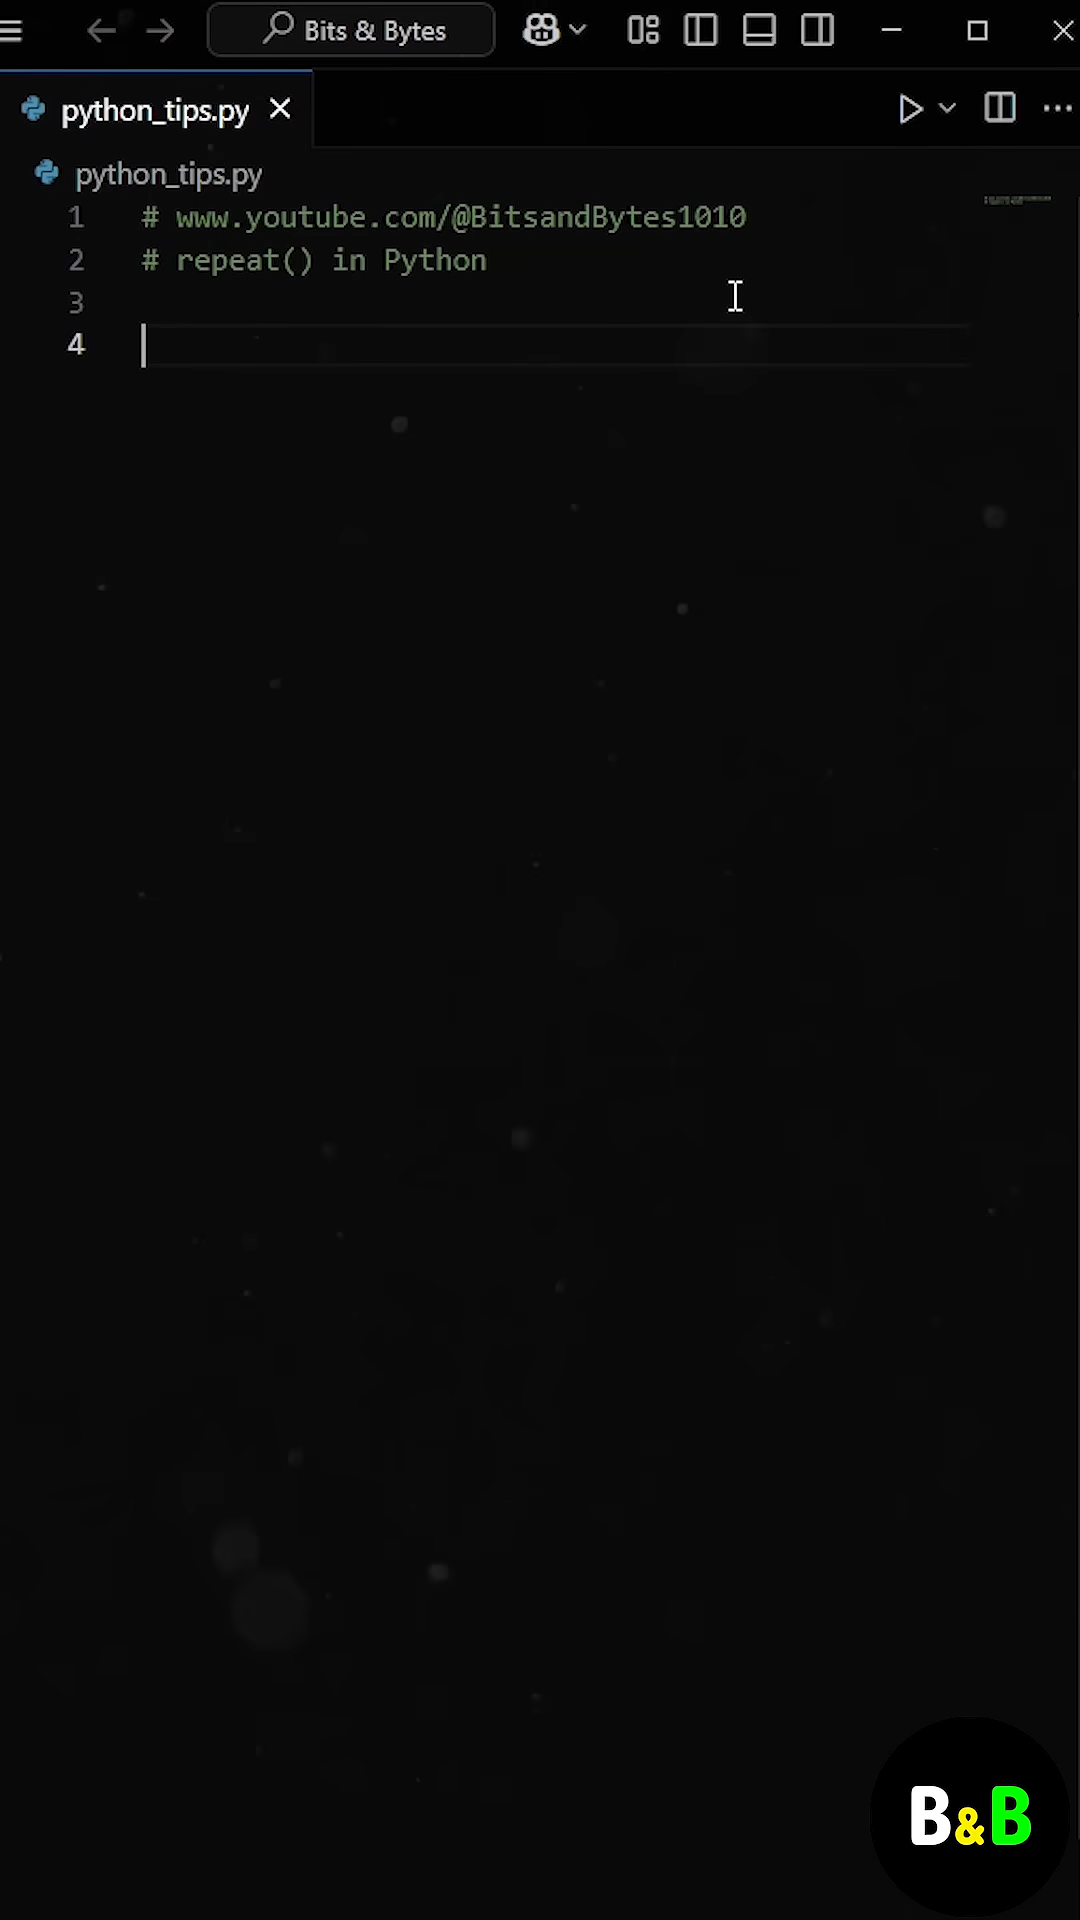 Bits & Bytes
python_tips.py
python_tips.py
1 # www.youtube.com/@BitsandBytes1010
2 # repeat() in Python
3
4
B&B